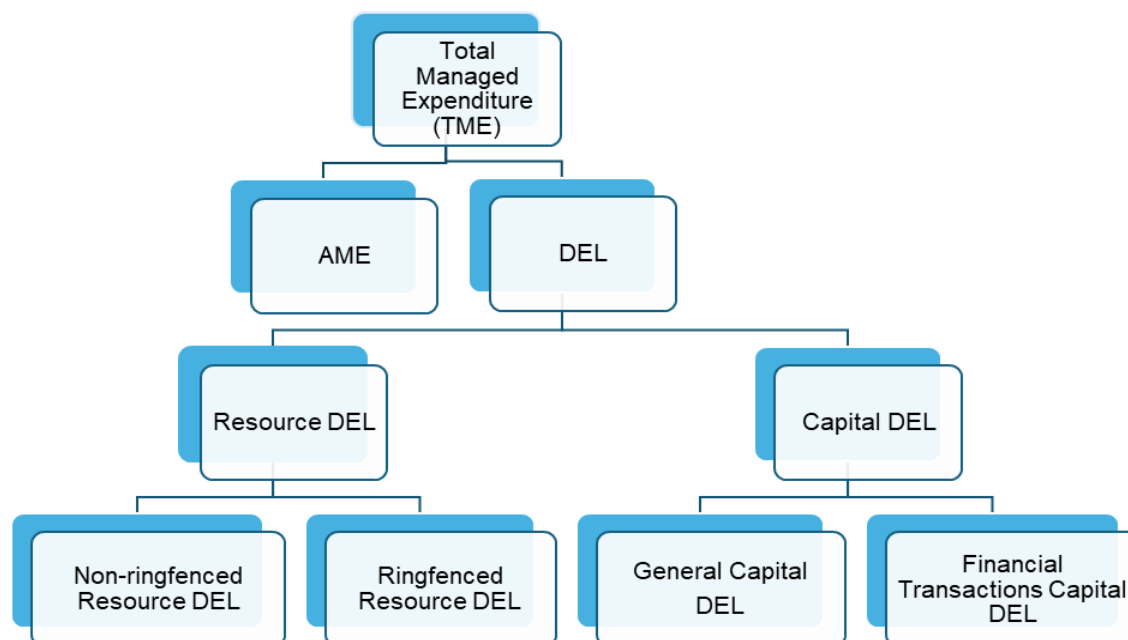 Total
Managed
Expenditure
(TME)
AME
DEL
Resource DEL
Capital DEL
Non-ringfenced
Resource DEL
Ringfenced
Resource DEL
General Capital
DEL
Financial
Transactions Capital
DEL